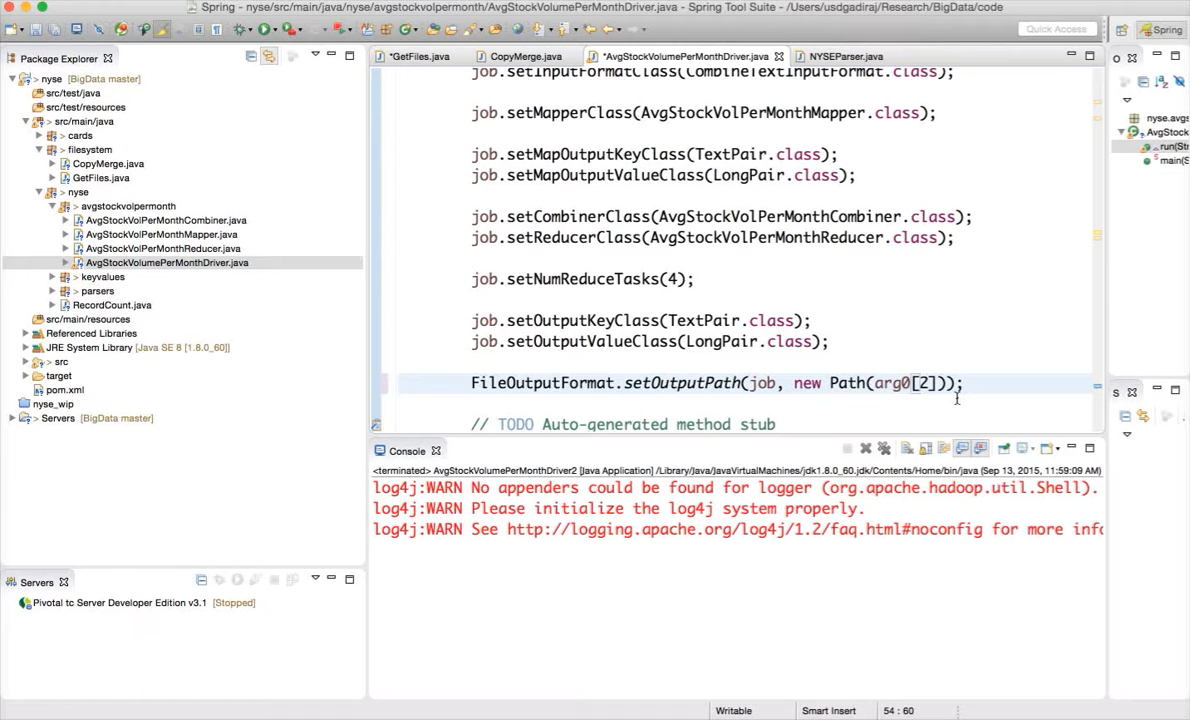 Spring - nyse/src/main/java/nyse/avgstockvolpermonth/AvgStockVolumePerMonthDriver.java - Spring Tool Suite - /Users/usdgadiraj/Research/BigData/code
Quick Access
Spring
Package Explorer
*GetFiles.java
CopyMerge.java
*AvgStockVolumePerMonthDriver.java
NYSEParser.java
O
> nyse [BigData master]
src/test/java
src/test/resources
> src/main/java
> cards
> filesystem
> CopyMerge.java
> GetFiles.java
> nyse
> avgstockvolpermonth
> AvgStockVolPerMonthCombiner.java
> AvgStockVolPerMonthMapper.java
> AvgStockVolPerMonthReducer.java
> AvgStockVolumePerMonthDriver.java
> keyvalues
> parsers
> RecordCount.java
src/main/resources
Referenced Libraries
JRE System Library [Java SE 8 [1.8.0_60]]
> src
> target
pom.xml
nyse_wip
> Servers [BigData master]
job.setInputFormatClass(CombineTextInputFormat.class);
job.setMapperClass(AvgStockVolPerMonthMapper.class);
job.setMapOutputKeyClass(TextPair.class);
job.setMapOutputValueClass(LongPair.class);
job.setCombinerClass(AvgStockVolPerMonthCombiner.class);
job.setReducerClass(AvgStockVolPerMonthReducer.class);
job.setNumReduceTasks(4);
job.setOutputKeyClass(TextPair.class);
job.setOutputValueClass(LongPair.class);
FileOutputFormat.setOutputPath(job, new Path(arg0[2]));
// TODO Auto-generated method stub
nyse.avgs
AvgStock
run(Str
main(S
S
Console
<terminated> AvgStockVolumePerMonthDriver2 [Java Application] /Library/Java/JavaVirtualMachines/jdk1.8.0_60.jdk/Contents/Home/bin/java (Sep 13, 2015, 11:59:09 AM)
log4j:WARN No appenders could be found for logger (org.apache.hadoop.util.Shell).
log4j:WARN Please initialize the log4j system properly.
log4j:WARN See http://logging.apache.org/log4j/1.2/faq.html#noconfig for more info
Servers
Pivotal tc Server Developer Edition v3.1 [Stopped]
Writable
Smart Insert
54 : 60